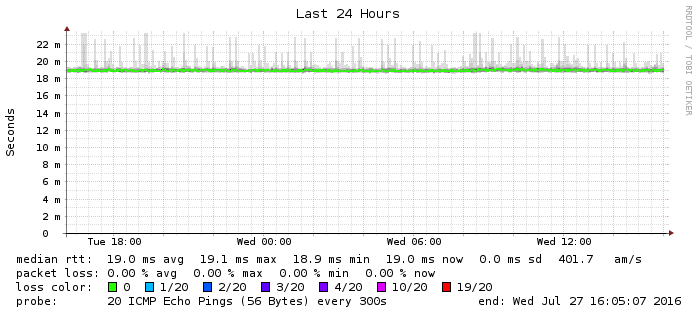 Last 24 Hours
RRDTOOL / TOBI OETIKER
Seconds
22 m
20 m
18 m
16 m
14 m
12 m
10 m
8 m
6 m
4 m
2 m
0
Tue 18:00 Wed 00:00 Wed 06:00 Wed 12:00
median rtt: 19.0 ms avg 19.1 ms max 18.9 ms min 19.0 ms now 0.0 ms sd 401.7 am/s
packet loss: 0.00 % avg 0.00 % max 0.00 % min 0.00 % now
loss color: 0 1/20 2/20 3/20 4/20 10/20 19/20
probe: 20 ICMP Echo Pings (56 Bytes) every 300s end: Wed Jul 27 16:05:07 2016